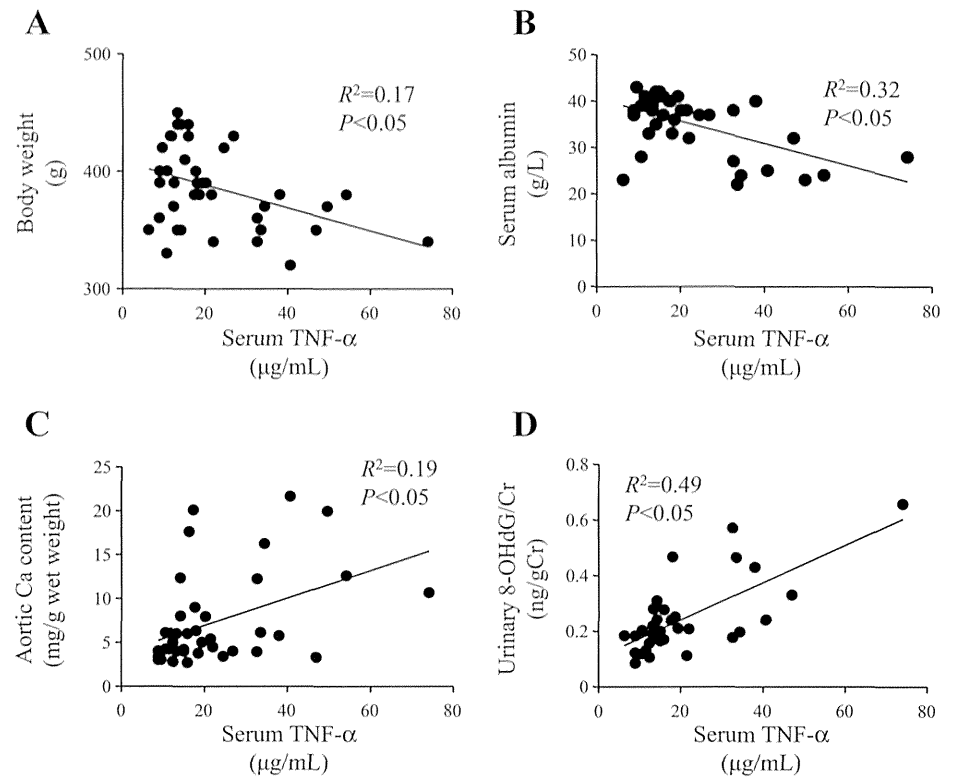 A
500
400
300
Body weight
(g)
R²=0.17
P<0.05
0 20 40 60 80
Serum TNF-α
(μg/mL)
B
50
40
30
20
10
0
Serum albumin
(g/L)
R²=0.32
P<0.05
0 20 40 60 80
Serum TNF-α
(μg/mL)
C
25
20
15
10
5
0
Aortic Ca content
(mg/g wet weight)
R²=0.19
P<0.05
0 20 40 60 80
Serum TNF-α
(μg/mL)
D
0.8
0.6
0.4
0.2
0
Urinary 8-OHdG/Cr
(ng/gCr)
R²=0.49
P<0.05
0 20 40 60 80
Serum TNF-α
(μg/mL)